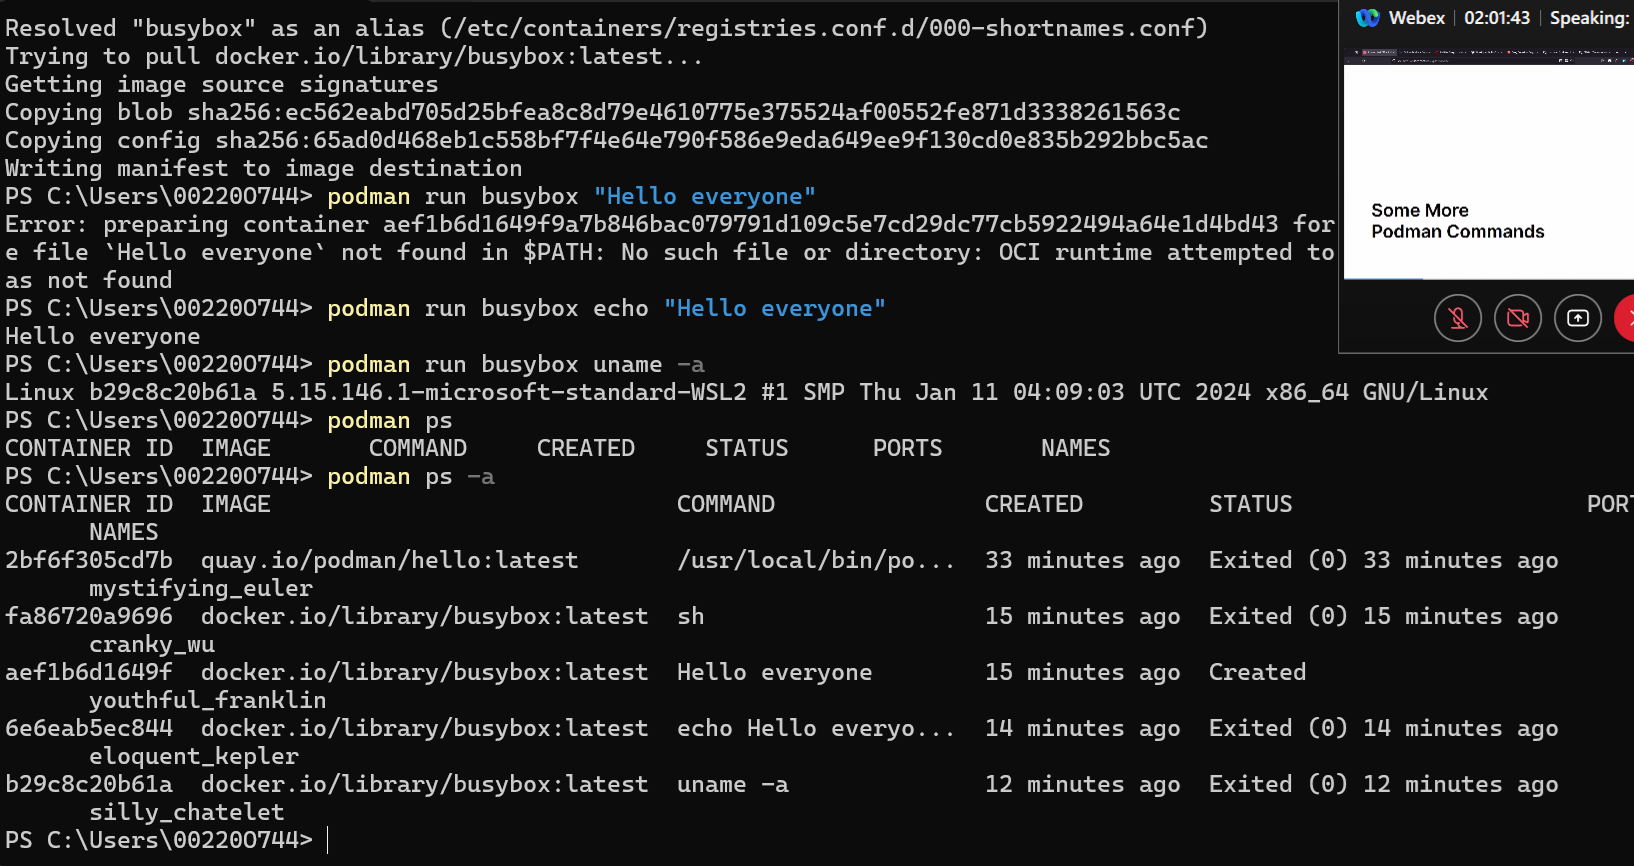 Resolved "busybox" as an alias (/etc/containers/registries.conf.d/000-shortnames.conf)
Trying to pull docker.io/library/busybox:latest...
Getting image source signatures
Copying blob sha256:ec562eabd705d25bfea8c8d79e4610775e375524af00552fe871d3338261563c
Copying config sha256:65ad0d468eb1c558bf7f4e64e790f586e9eda649ee9f130cd0e835b292bbc5ac
Writing manifest to image destination
PS C:\Users\002200744> podman run busybox "Hello everyone"
Error: preparing container aef1b6d1649f9a7b846bac079791d109c5e7cd29dc77cb5922494a64e1d4bd43 for
e file `Hello everyone` not found in $PATH: No such file or directory: OCI runtime attempted to
as not found
PS C:\Users\002200744> podman run busybox echo "Hello everyone"
Hello everyone
PS C:\Users\002200744> podman run busybox uname -a
Linux b29c8c20b61a 5.15.146.1-microsoft-standard-WSL2 #1 SMP Thu Jan 11 04:09:03 UTC 2024 x86_64 GNU/Linux
PS C:\Users\002200744> podman ps
CONTAINER ID  IMAGE       COMMAND     CREATED     STATUS      PORTS       NAMES
PS C:\Users\002200744> podman ps -a
CONTAINER ID  IMAGE                             COMMAND               CREATED         STATUS                     PORT
      NAMES
2bf6f305cd7b  quay.io/podman/hello:latest       /usr/local/bin/po...  33 minutes ago  Exited (0) 33 minutes ago
      mystifying_euler
fa86720a9696  docker.io/library/busybox:latest  sh                    15 minutes ago  Exited (0) 15 minutes ago
      cranky_wu
aef1b6d1649f  docker.io/library/busybox:latest  Hello everyone        15 minutes ago  Created
      youthful_franklin
6e6eab5ec844  docker.io/library/busybox:latest  echo Hello everyo...  14 minutes ago  Exited (0) 14 minutes ago
      eloquent_kepler
b29c8c20b61a  docker.io/library/busybox:latest  uname -a              12 minutes ago  Exited (0) 12 minutes ago
      silly_chatelet
PS C:\Users\002200744>
Webex | 02:01:43 | Speaking:
Some More
Podman Commands